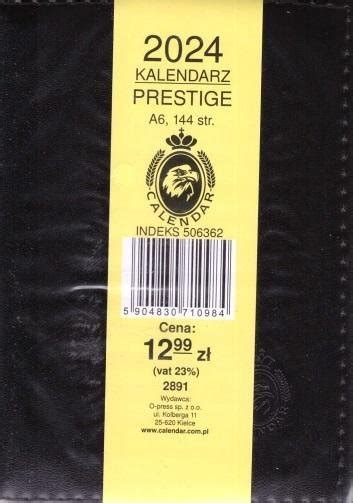 2024
KALENDARZ
PRESTIGE
A6, 144 str.
CALENDAR
INDEKS 506362
5 904830 710984
Cena:
12 99 zł
(vat 23%)
2891
Wydawca:
O-press sp. z o.o.
ul. Kolberga 11
25-620 Kielce
www.calendar.com.pl